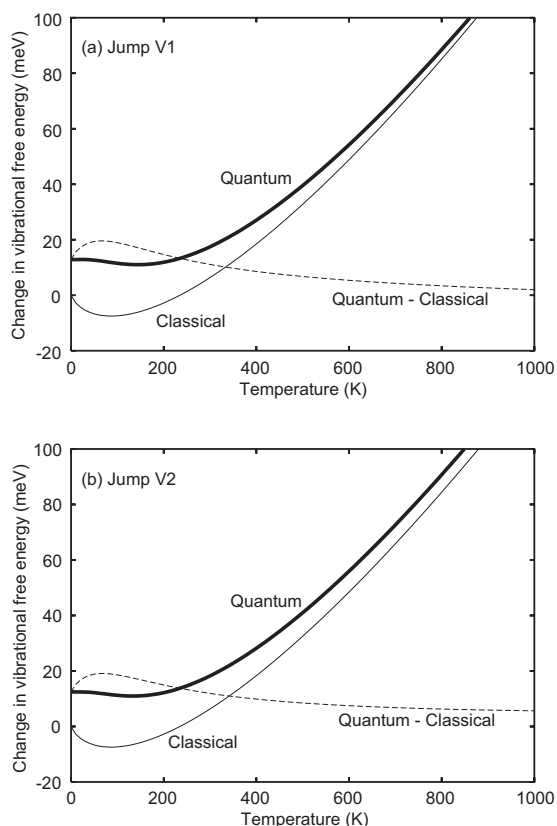 Change in vibrational free energy (meV)
100
80
60
40
20
0
-20
(a) Jump V1
Quantum
Classical
Quantum - Classical
0 200 400 600 800 1000
Temperature (K)
Change in vibrational free energy (meV)
100
80
60
40
20
0
-20
(b) Jump V2
Quantum
Classical
Quantum - Classical
0 200 400 600 800 1000
Temperature (K)